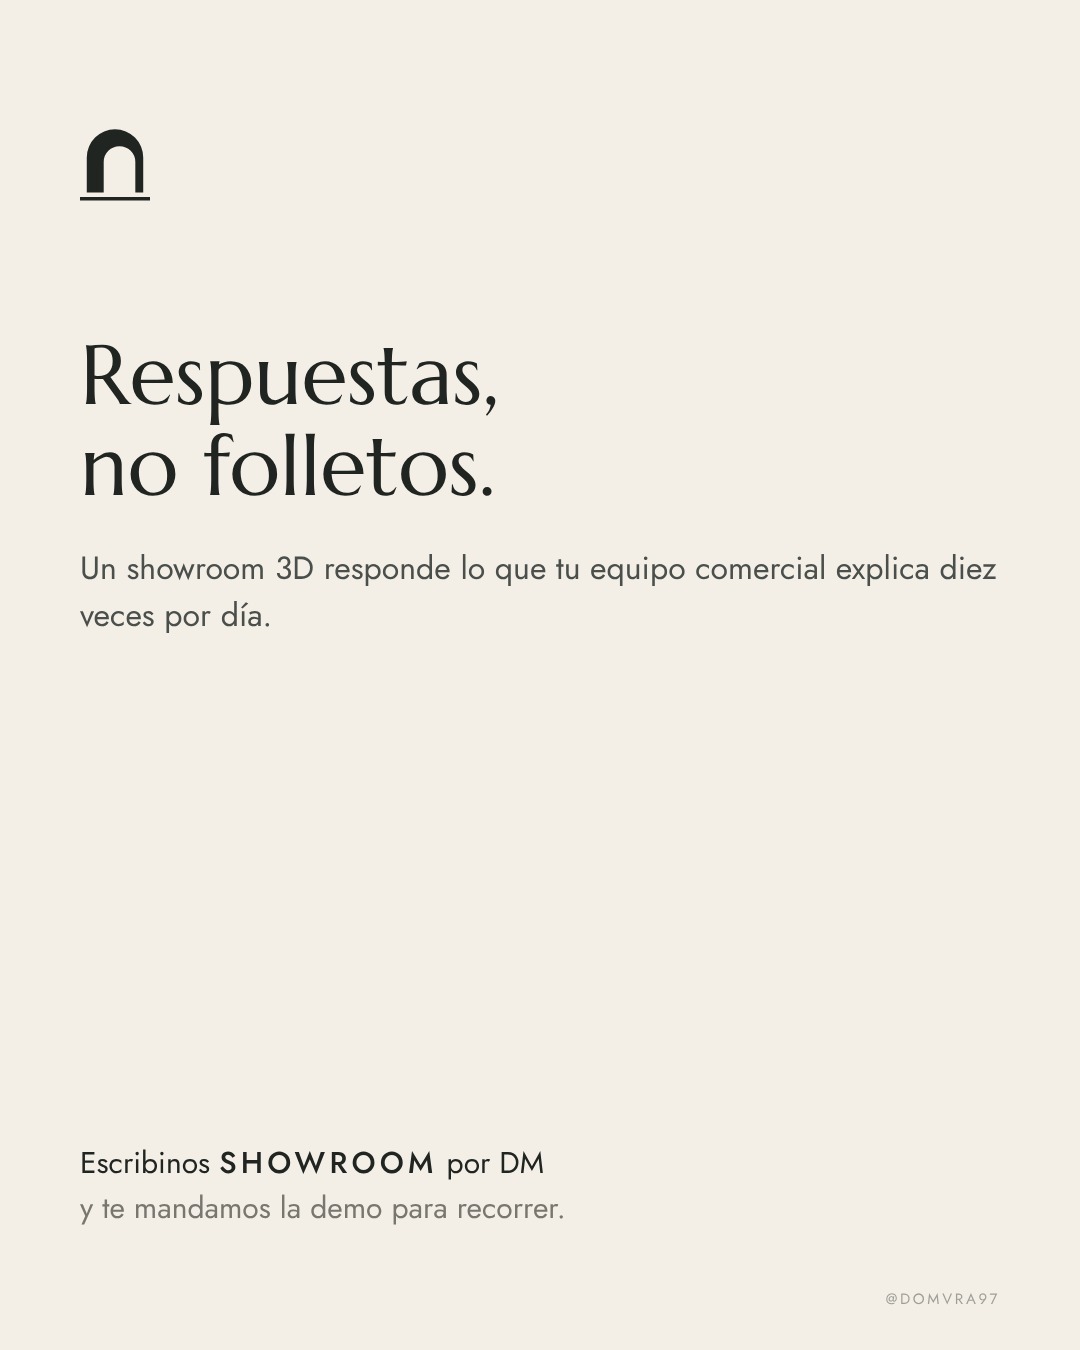 Respuestas,
no folletos.
Un showroom 3D responde lo que tu equipo comercial explica diez
veces por día.
Escribinos SHOWROOM por DM
y te mandamos la demo para recorrer.
@DOMVRA97